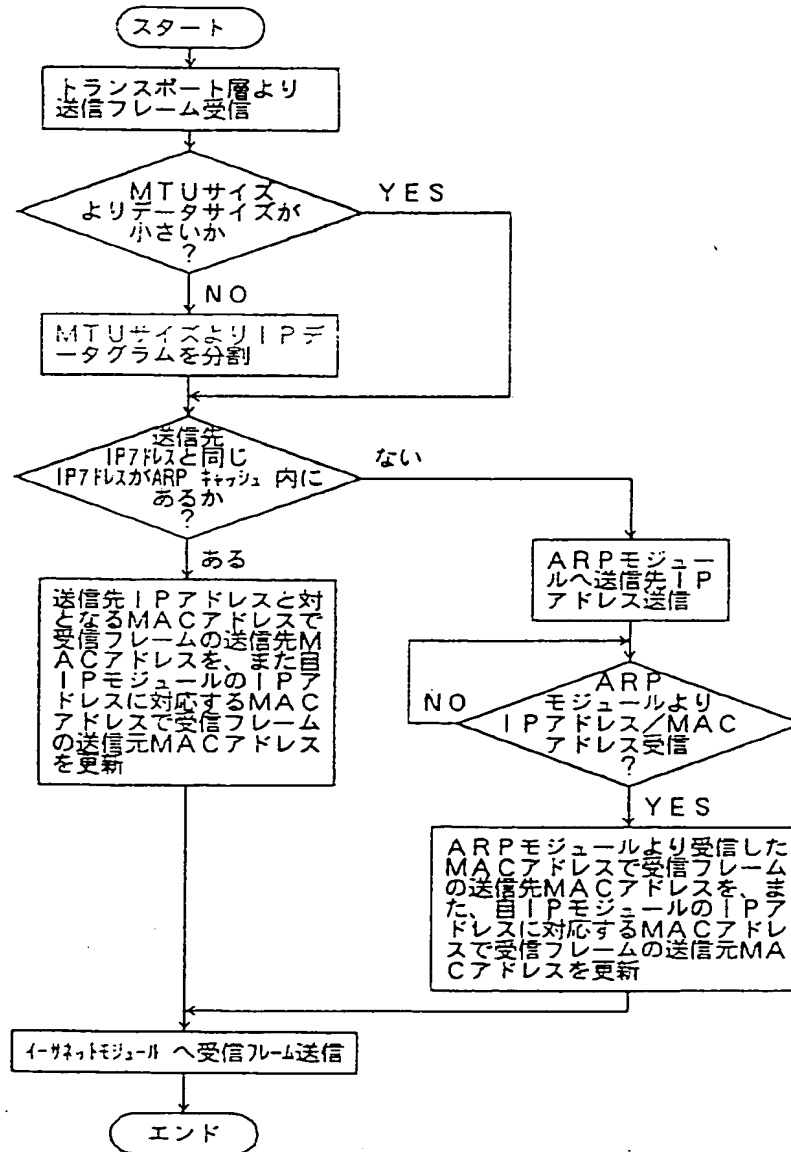 スタート
トランスポート層より
送信フレーム受信
MTUサイズ
よりデータサイズが
小さいか
?
YES
NO
MTUサイズよりIPデ
ータグラムを分割
送信先
IPアドレスと同じ
IPアドレスがARP キャッシュ 内に
あるか
?
ない
ある
送信先IPアドレスと対
となるMACアドレスで
受信フレームの送信先M
ACアドレスを、また自
IPモジュールのIPア
ドレスに対応するMAC
アドレスで受信フレーム
の送信元MACアドレス
を更新
ARPモジュー
ルへ送信先IP
アドレス送信
ARP
モジュールより
IPアドレス/MAC
アドレス受信
?
NO
YES
ARPモジュールより受信した
MACアドレスで受信フレーム
の送信先MACアドレスを、ま
た、自IPモジュールのIPア
ドレスに対応するMACアドレ
スで受信フレームの送信元MA
Cアドレスを更新
イーサネットモジュール へ受信フレーム送信
エンド